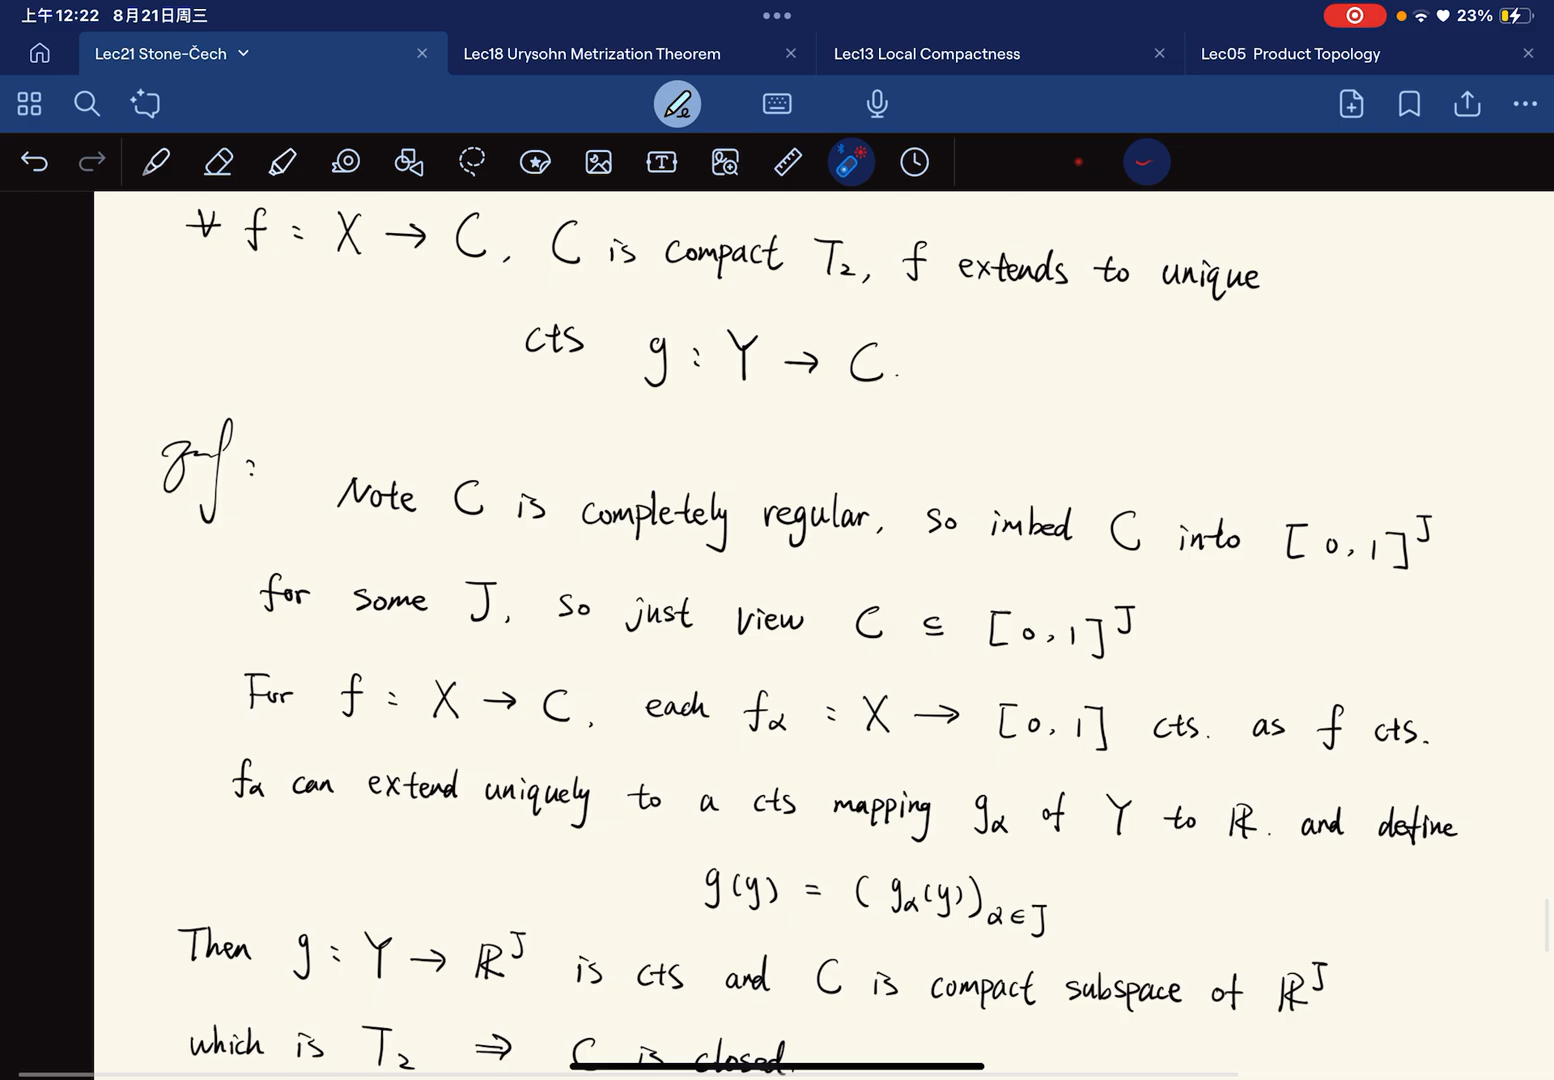 上午12:22 8月21日周三
23%
Lec21 Stone-Čech
Lec18 Urysohn Metrization Theorem
Lec13 Local Compactness
Lec05 Product Topology
∀ f : X → C, C is compact T₂, f extends to unique
cts g : Y → C.
Note C is completely regular, so imbed C into [0,1]^J
for some J, so just view C ⊆ [0,1]^J
For f : X → C, each f_α : X → [0,1] cts. as f cts.
f_α can extend uniquely to a cts mapping g_α of Y to ℝ. and define
g(y) = (g_α(y))_{α∈J}
Then g : Y → ℝ^J is cts and C is compact subspace of ℝ^J
which is T₂ ⇒ C is closed.